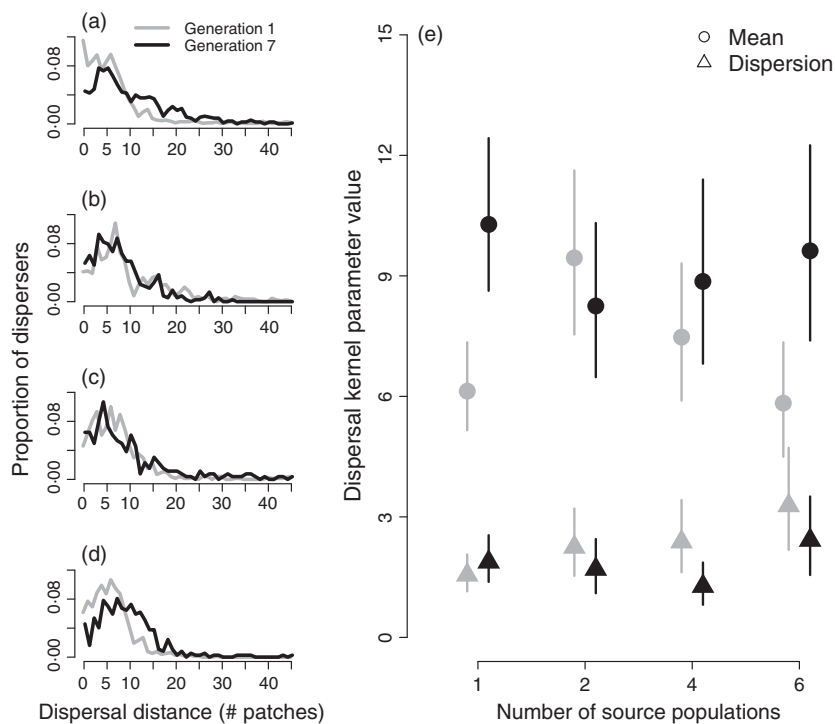 (a)
Generation 1
Generation 7
0·00 0·08
0 5 10 20 30 40
(b)
0·00 0·08
0 5 10 20 30 40
(c)
0·00 0·08
0 5 10 20 30 40
(d)
0·00 0·08
0 5 10 20 30 40
Proportion of dispersers
Dispersal distance (# patches)
(e)
Mean
Dispersion
Dispersal kernel parameter value
0 3 6 9 12 15
1 2 4 6
Number of source populations